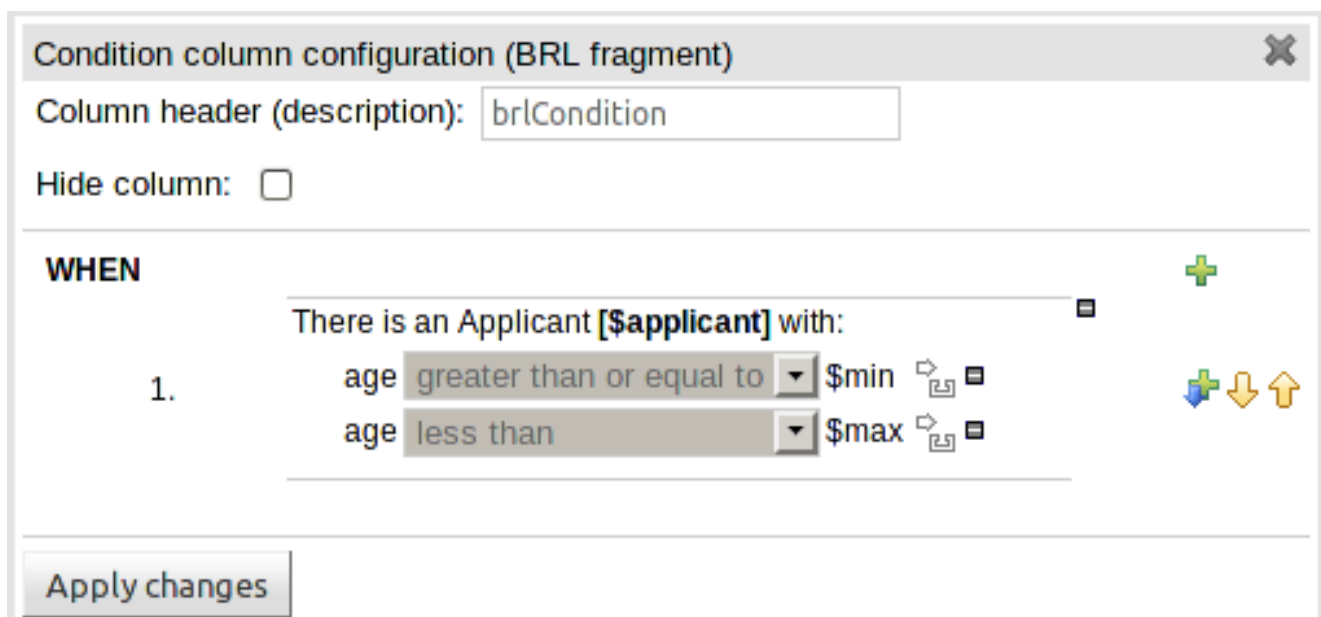 Condition column configuration (BRL fragment)
Column header (description): brlCondition
Hide column:
WHEN
There is an Applicant [$applicant] with:
1.
age greater than or equal to $min
age less than $max
Apply changes